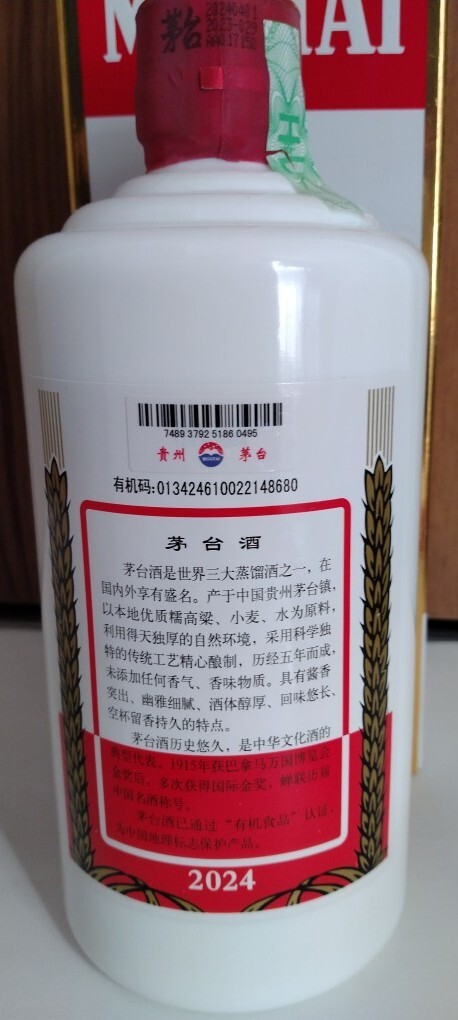 M HAI
茅台
20240401
2023-025
7489 3792 5186 0495
贵州 茅台
有机码:013424610022148680
茅台酒
茅台酒是世界三大蒸馏酒之一，在
国内外享有盛名。产于中国贵州茅台镇，
以本地优质糯高粱、小麦、水为原料，
利用得天独厚的自然环境，采用科学独
特的传统工艺精心酿制，历经五年而成，
未添加任何香气、香味物质。具有酱香
突出、幽雅细腻、酒体醇厚、回味悠长、
空杯留香持久的特点。
茅台酒历史悠久，是中华文化酒的
典型代表。1915年获巴拿马万国博览会
金奖后，多次获得国际金奖，蝉联历届
中国名酒称号。
茅台酒已通过“有机食品”认证，
为中国地理标志保护产品。
2024